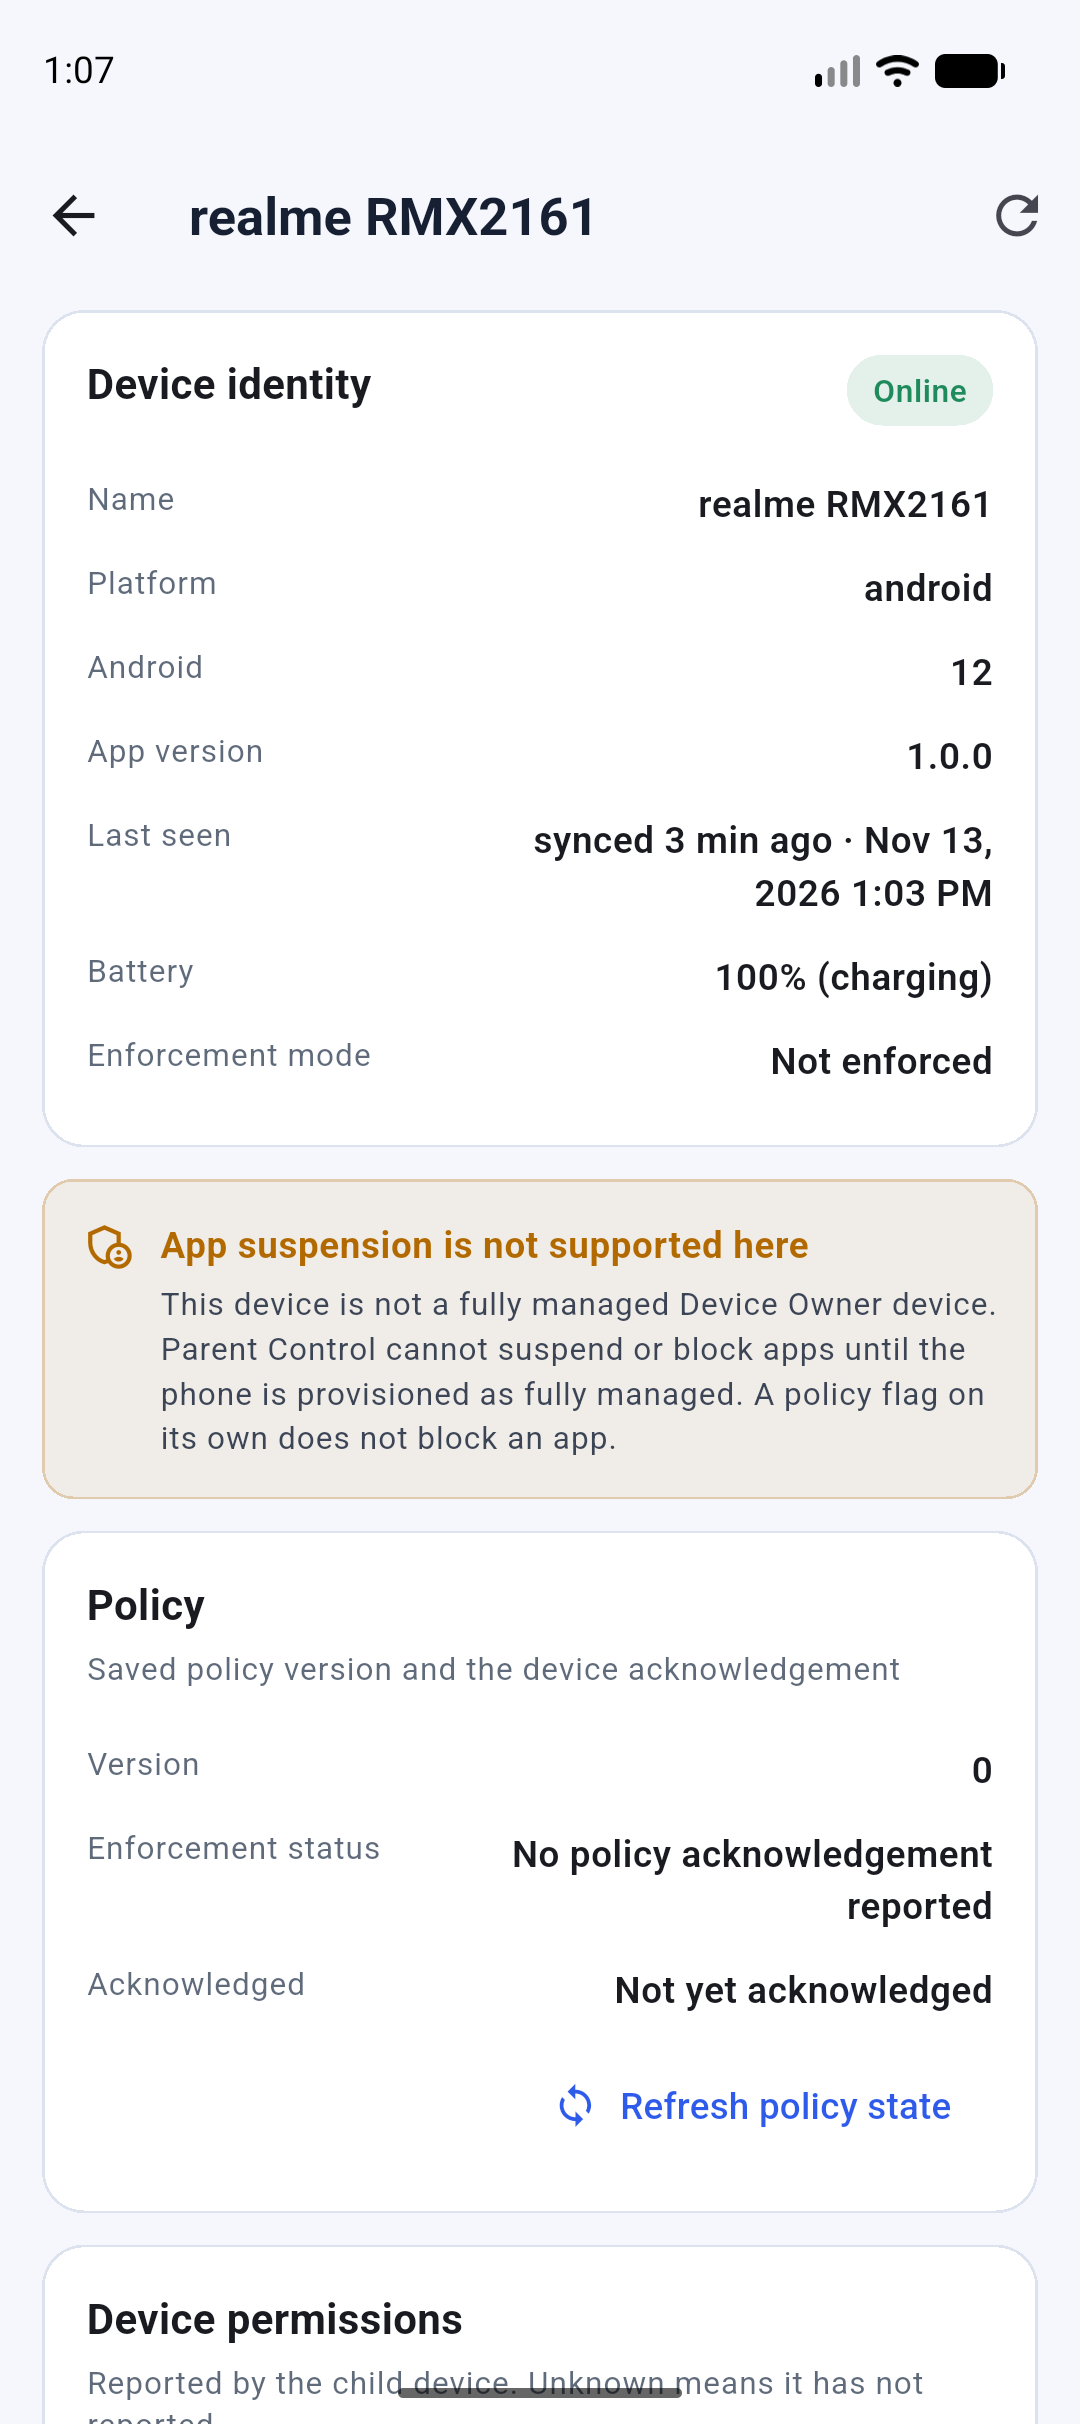 1:07
realme RMX2161
Device identity
Online
Name
realme RMX2161
Platform
android
Android
12
App version
1.0.0
Last seen
synced 3 min ago · Nov 13,
2026 1:03 PM
Battery
100% (charging)
Enforcement mode
Not enforced
App suspension is not supported here
This device is not a fully managed Device Owner device.
Parent Control cannot suspend or block apps until the
phone is provisioned as fully managed. A policy flag on
its own does not block an app.
Policy
Saved policy version and the device acknowledgement
Version
0
Enforcement status
No policy acknowledgement
reported
Acknowledged
Not yet acknowledged
Refresh policy state
Device permissions
Reported by the child device. Unknown means it has not
reported